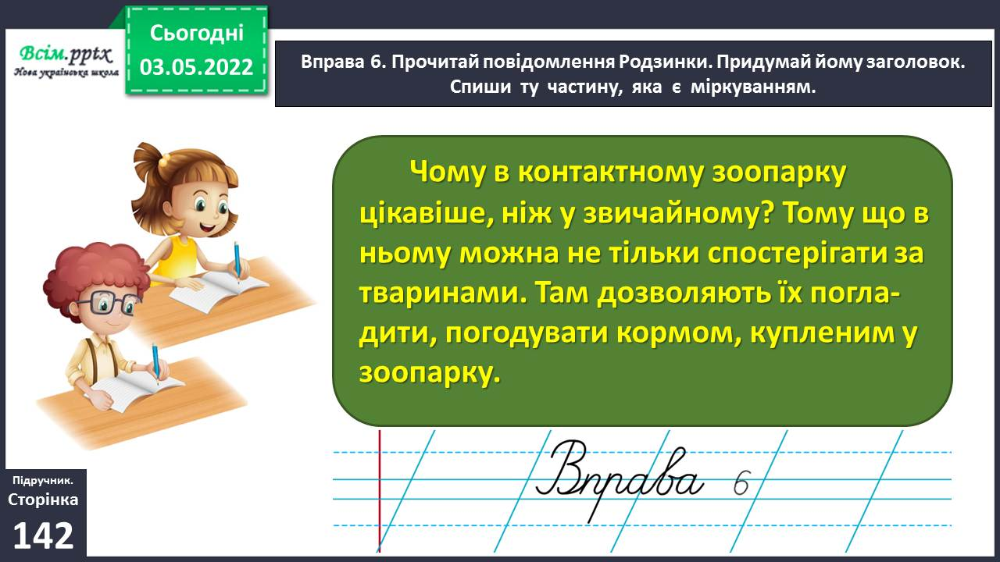 Всім.pptx
Нова українська школа
Сьогодні
03.05.2022
Вправа 6. Прочитай повідомлення Родзинки. Придумай йому заголовок.
Спиши ту частину, яка є міркуванням.
Чому в контактному зоопарку
цікавіше, ніж у звичайному? Тому що в
ньому можна не тільки спостерігати за
тваринами. Там дозволяють їх погла-
дити, погодувати кормом, купленим у
зоопарку.
Вправа 6
Підручник.
Сторінка
142